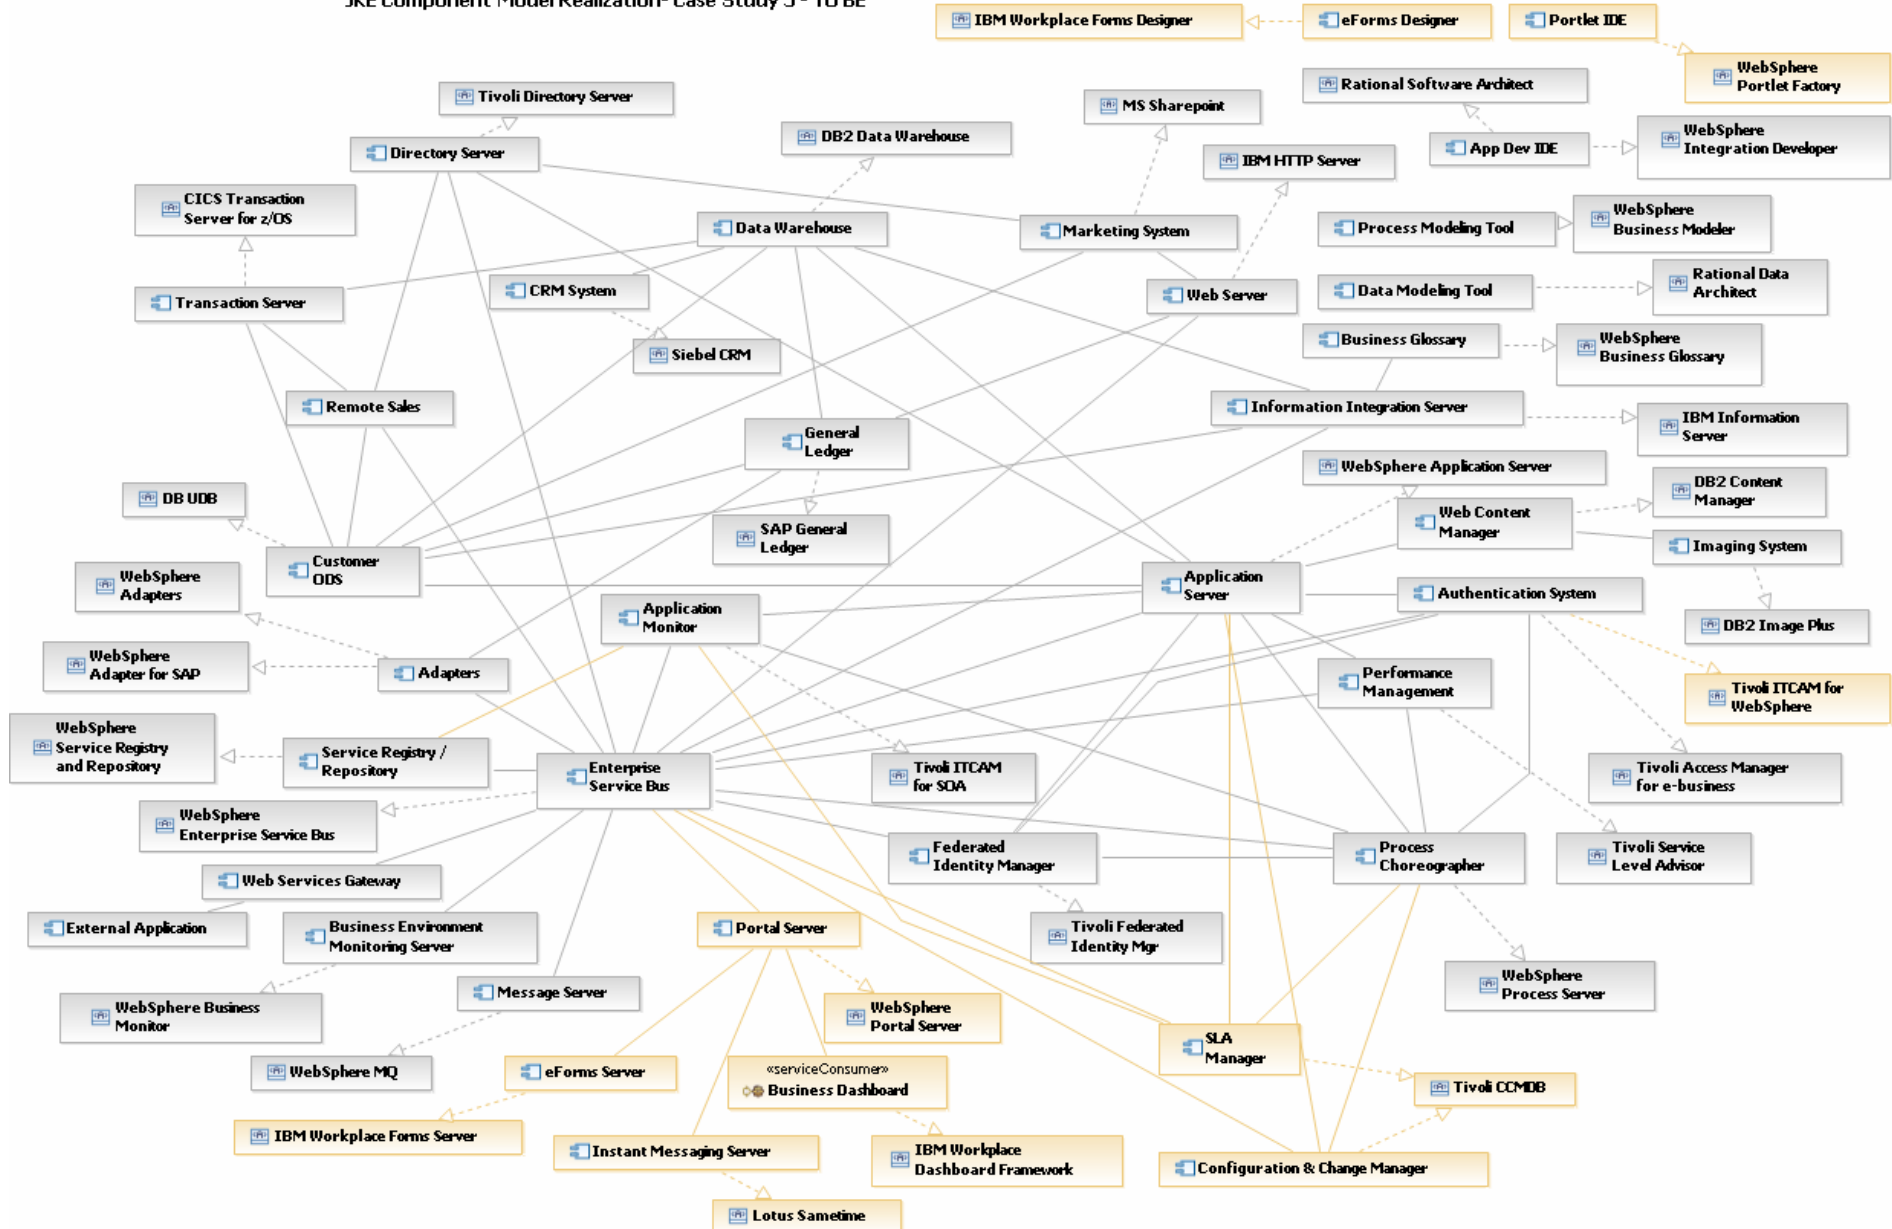 JKE Component Model Realization- Case Study 5 - TO BE
IBM Workplace Forms Designer
eForms Designer
Portlet IDE
WebSphere
Portlet Factory
Tivoli Directory Server
MS Sharepoint
Rational Software Architect
DB2 Data Warehouse
Directory Server
IBM HTTP Server
App Dev IDE
WebSphere
Integration Developer
CICS Transaction
Server for z/OS
Data Warehouse
Marketing System
Process Modeling Tool
WebSphere
Business Modeler
Transaction Server
CRM System
Web Server
Data Modeling Tool
Rational Data
Architect
Siebel CRM
Business Glossary
WebSphere
Business Glossary
Remote Sales
General
Ledger
Information Integration Server
IBM Information
Server
DB UDB
SAP General
Ledger
WebSphere Application Server
Web Content
Manager
DB2 Content
Manager
Customer
ODS
Imaging System
WebSphere
Adapters
Application
Monitor
Application
Server
Authentication System
DB2 Image Plus
WebSphere
Adapter for SAP
Adapters
Performance
Management
Tivoli ITCAM for
WebSphere
WebSphere
Service Registry
and Repository
Service Registry /
Repository
Enterprise
Service Bus
Tivoli ITCAM
for SOA
Tivoli Access Manager
for e-business
WebSphere
Enterprise Service Bus
Federated
Identity Manager
Process
Choreographer
Tivoli Service
Level Advisor
Web Services Gateway
External Application
Business Environment
Monitoring Server
Portal Server
Tivoli Federated
Identity Mgr
WebSphere
Process Server
WebSphere Business
Monitor
Message Server
WebSphere
Portal Server
SLA
Manager
WebSphere MQ
eForms Server
«serviceConsumer»
Business Dashboard
Tivoli CCMDB
IBM Workplace Forms Server
Instant Messaging Server
IBM Workplace
Dashboard Framework
Configuration & Change Manager
Lotus Sametime